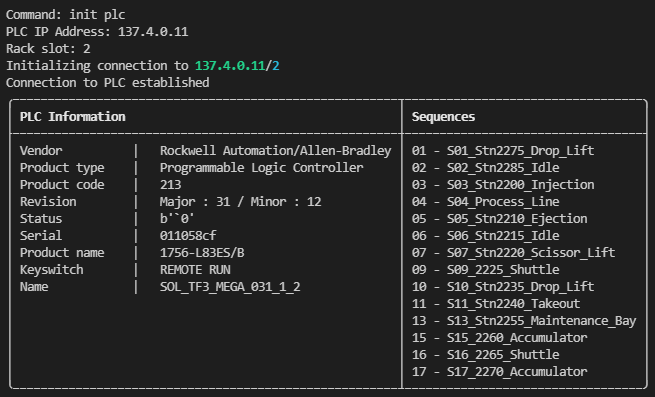 Command: init plc
PLC IP Address: 137.4.0.11
Rack slot: 2
Initializing connection to 137.4.0.11/2
Connection to PLC established
PLC Information | Sequences
Vendor | Rockwell Automation/Allen-Bradley | 01 - S01_Stn2275_Drop_Lift
Product type | Programmable Logic Controller | 02 - S02_Stn2285_Idle
Product code | 213 | 03 - S03_Stn2200_Injection
Revision | Major : 31 / Minor : 12 | 04 - S04_Process_Line
Status | b'`0' | 05 - S05_Stn2210_Ejection
Serial | 011058cf | 06 - S06_Stn2215_Idle
Product name | 1756-L83ES/B | 07 - S07_Stn2220_Scissor_Lift
Keyswitch | REMOTE RUN | 09 - S09_2225_Shuttle
Name | SOL_TF3_MEGA_031_1_2 | 10 - S10_Stn2235_Drop_Lift
11 - S11_Stn2240_Takeout
13 - S13_Stn2255_Maintenance_Bay
15 - S15_2260_Accumulator
16 - S16_2265_Shuttle
17 - S17_2270_Accumulator